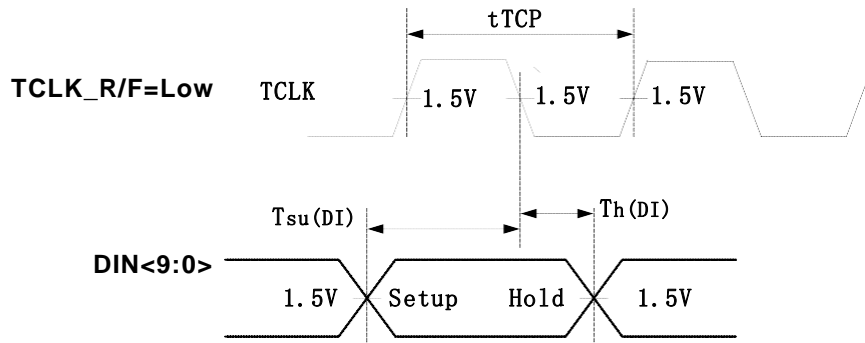 tTCP
TCLK_R/F=Low TCLK 1.5V 1.5V 1.5V
Tsu(DI) Th(DI)
DIN<9:0>
1.5V Setup Hold 1.5V